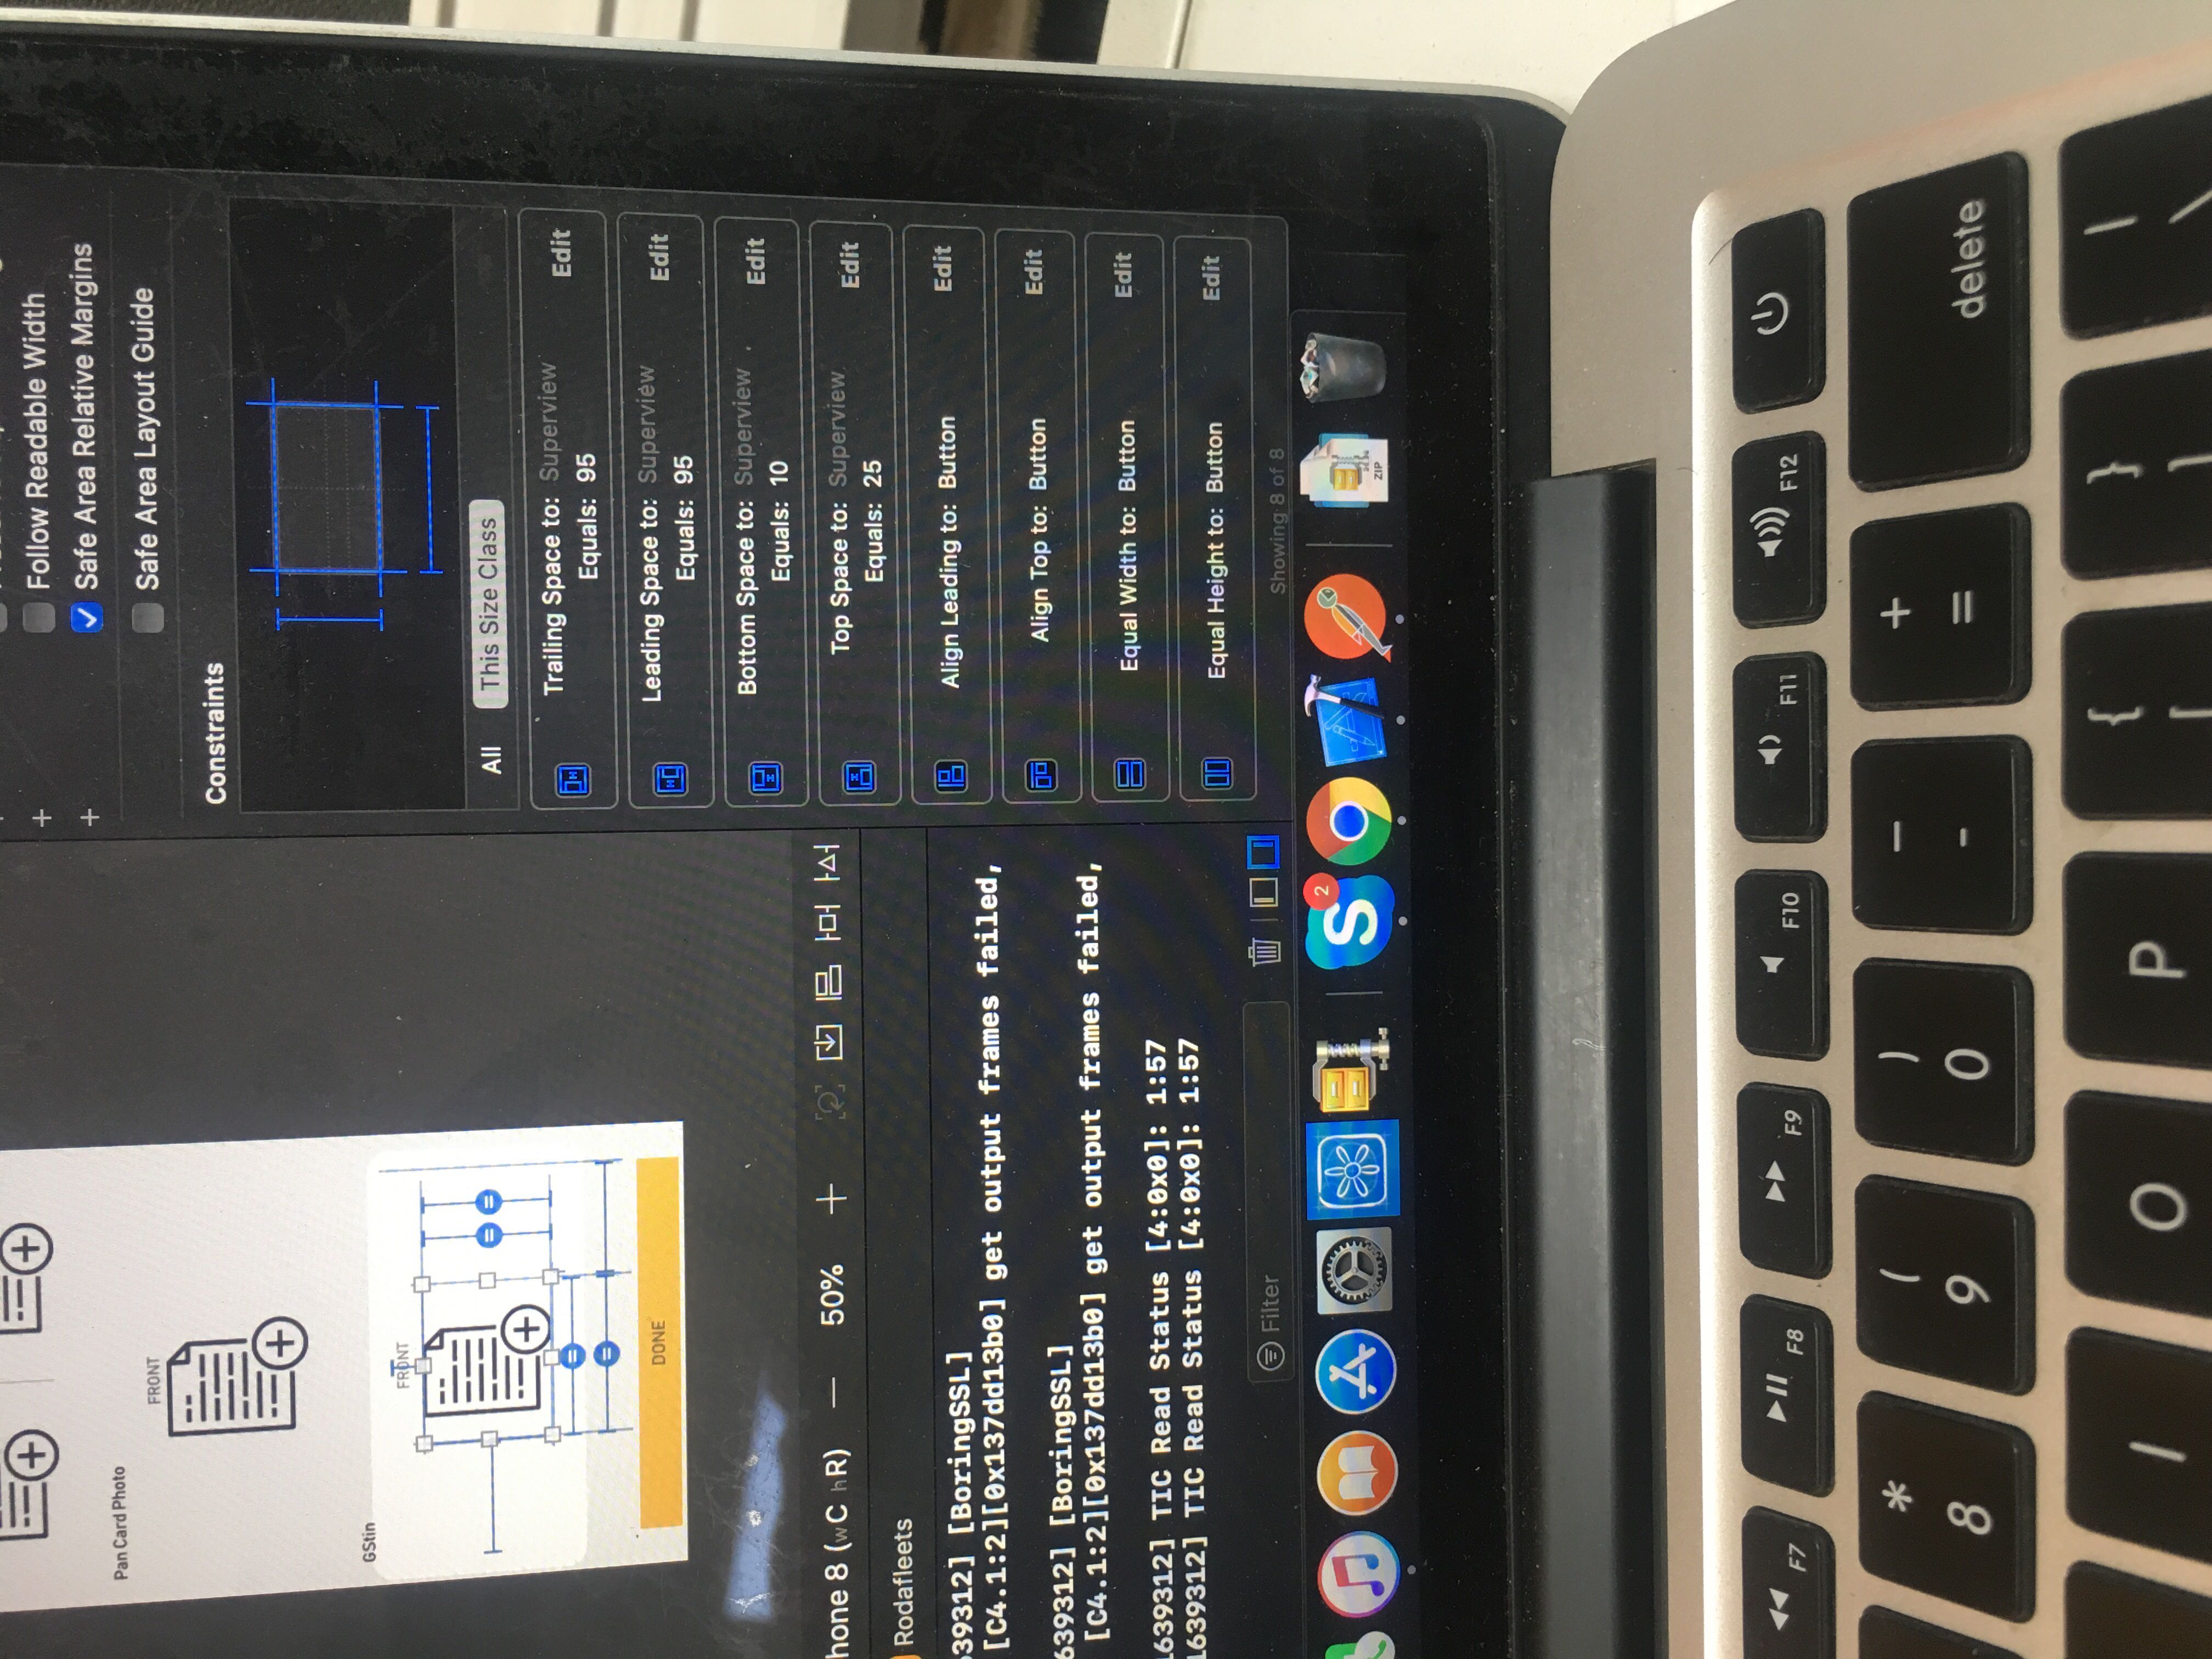 Pan Card Photo
FRONT
GStin
FRONT
DONE
Follow Readable Width
Safe Area Relative Margins
Safe Area Layout Guide
Constraints
All This Size Class
Trailing Space to: Superview
Equals: 95
Edit
Leading Space to: Superview
Equals: 95
Edit
Bottom Space to: Superview
Equals: 10
Edit
Top Space to: Superview
Equals: 25
Edit
Align Leading to: Button Edit
Align Top to: Button Edit
Equal Width to: Button Edit
Equal Height to: Button Edit
Showing 8 of 8
hone 8 (wC hR) — 50% +
Rodafleets
639312] [BoringSSL]
[C4.1:2][0x137dd13b0] get output frames failed,
639312] [BoringSSL]
[C4.1:2][0x137dd13b0] get output frames failed,
1639312] TIC Read Status [4:0x0]: 1:57
1639312] TIC Read Status [4:0x0]: 1:57
Filter
S 2
ZIP
F7 F8 F9 F10 F11 F12
* ( ) — +
8 9 0 - = delete
{ } |
I O P [ ] \